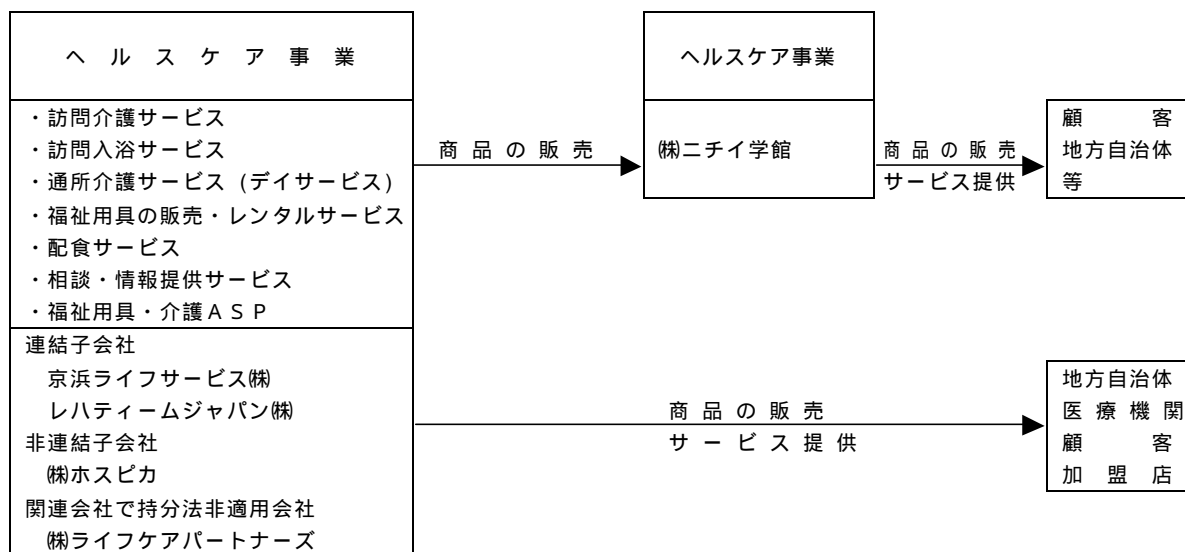 ヘルスケア事業
・訪問介護サービス
・訪問入浴サービス
・通所介護サービス (デイサービス)
・福祉用具の販売・レンタルサービス
・配食サービス
・相談・情報提供サービス
・福祉用具・介護ＡＳＰ
連結子会社
京浜ライフサービス㈱
レハティームジャパン㈱
非連結子会社
㈱ホスピカ
関連会社で持分法非適用会社
㈱ライフケアパートナーズ
商品の販売
ヘルスケア事業
㈱ニチイ学館
商品の販売
サービス提供
顧客
地方自治体
等
商品の販売
サービス提供
地方自治体
医療機関
顧客
加盟店